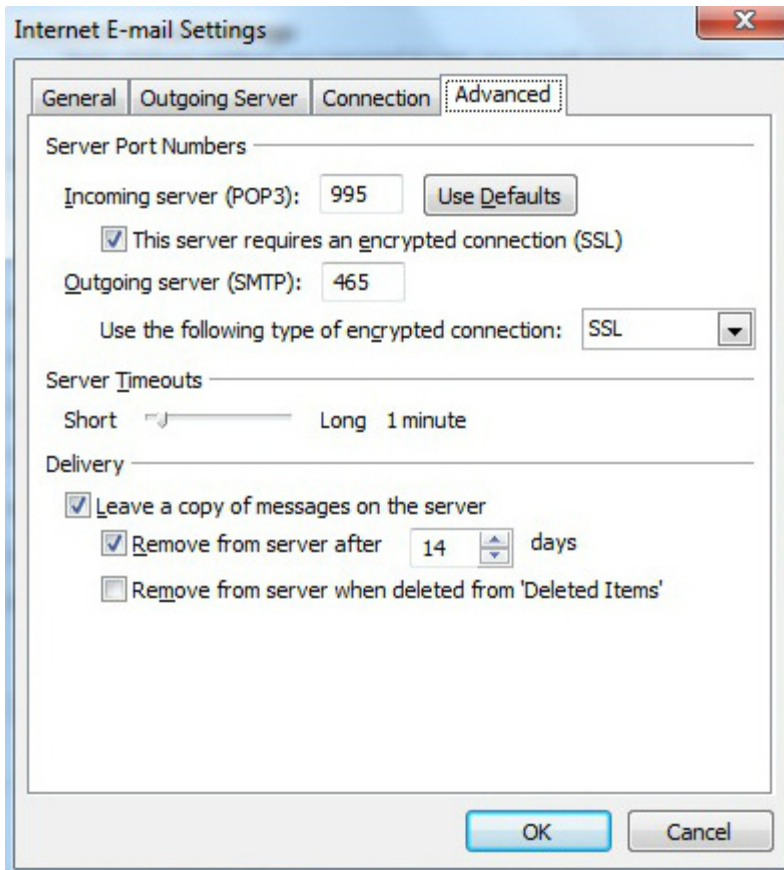 Internet E-mail Settings
X
General Outgoing Server Connection Advanced
Server Port Numbers
Incoming server (POP3): 995 Use Defaults
This server requires an encrypted connection (SSL)
Outgoing server (SMTP): 465
Use the following type of encrypted connection: SSL
Server Timeouts
Short Long 1 minute
Delivery
Leave a copy of messages on the server
Remove from server after 14 days
Remove from server when deleted from 'Deleted Items'
OK Cancel